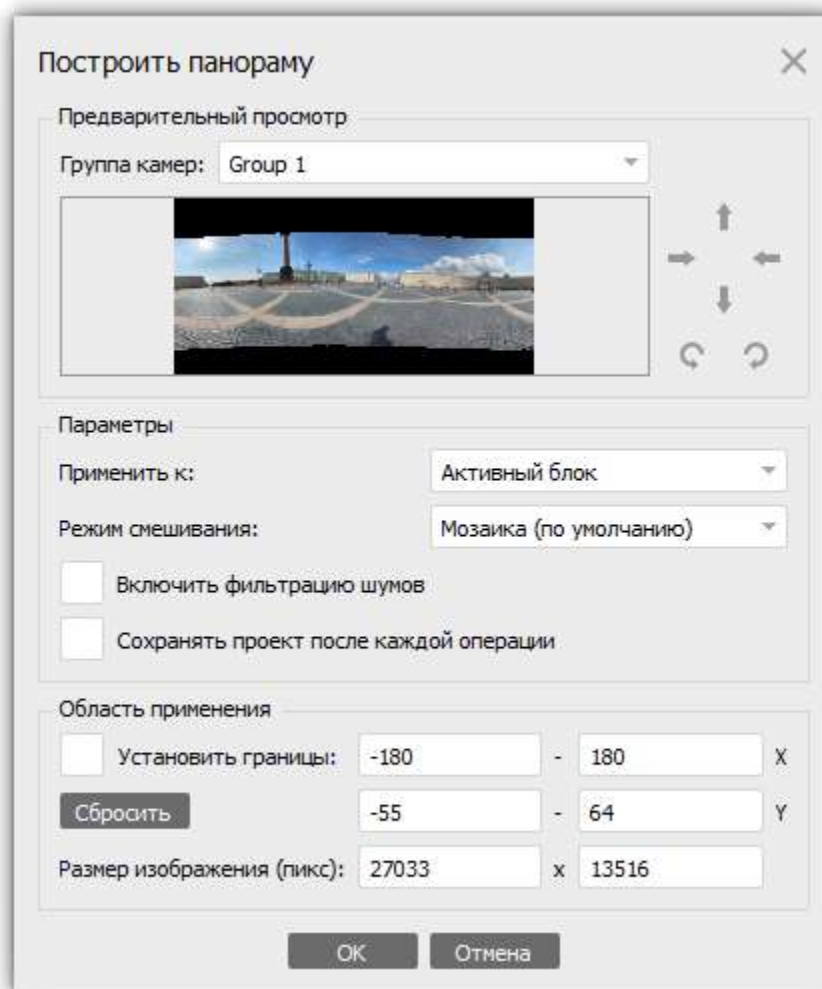 Построить панораму
Предварительный просмотр
Группа камер: Group 1
Параметры
Применить к: Активный блок
Режим смешивания: Мозаика (по умолчанию)
Включить фильтрацию шумов
Сохранять проект после каждой операции
Область применения
Установить границы: -180 - 180 X
Сбросить -55 - 64 Y
Размер изображения (пикс): 27033 x 13516
OK Отмена